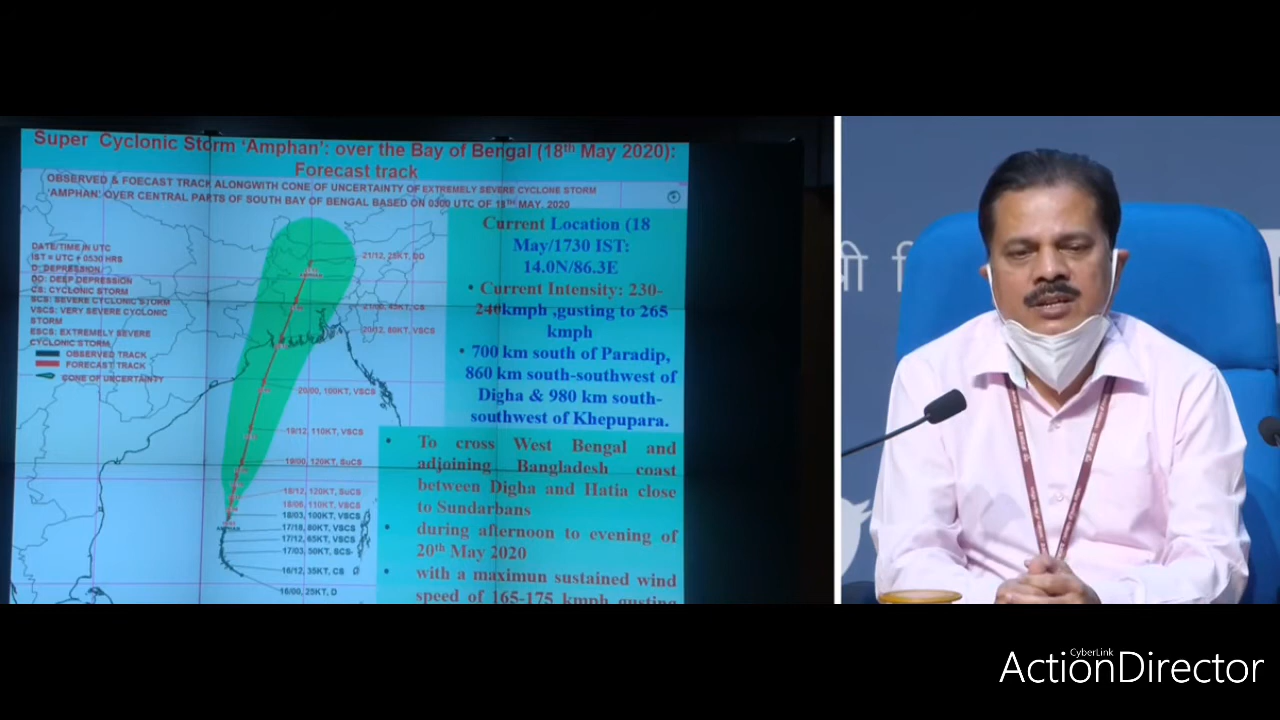 Super Cyclonic Storm ‘Amphan’: over the Bay of Bengal (18th May 2020):
Forecast track
OBSERVED & FOECAST TRACK ALONGWITH CONE OF UNCERTAINTY OF EXTREMELY SEVERE CYCLONE STORM
‘AMPHAN’ OVER CENTRAL PARTS OF SOUTH BAY OF BENGAL BASED ON 0300 UTC OF 18TH MAY, 2020
DATE/TIME IN UTC
IST = UTC + 0530 HRS
D: DEPRESSION
DD: DEEP DEPRESSION
CS: CYCLONIC STORM
SCS: SEVERE CYCLONIC STORM
VSCS: VERY SEVERE CYCLONIC
STORM
ESCS: EXTREMELY SEVERE
CYCLONIC STORM
OBSERVED TRACK
FORECAST TRACK
CONE OF UNCERTAINTY
21/12, 25KT, DD
21/00, 45KT, CS
20/12, 80KT, VSCS
20/00, 100KT, VSCS
19/12, 110KT, VSCS
19/00, 120KT, SuCS
18/12, 120KT, SuCS
18/06, 110KT, VSCS
18/03, 100KT, VSCS
17/18, 80KT, VSCS
17/12, 65KT, VSCS
17/03, 50KT, SCS
16/12, 35KT, CS
16/00, 25KT, D
Current Location (18
May/1730 IST:
14.0N/86.3E
• Current Intensity: 230-
240kmph ,gusting to 265
kmph
• 700 km south of Paradip,
860 km south-southwest of
Digha & 980 km south-
southwest of Khepupara.
• To cross West Bengal and
adjoining Bangladesh coast
between Digha and Hatia close
to Sundarbans
• during afternoon to evening of
20th May 2020
• with a maximun sustained wind
speed of 165-175 kmph gusting
CyberLink
ActionDirector